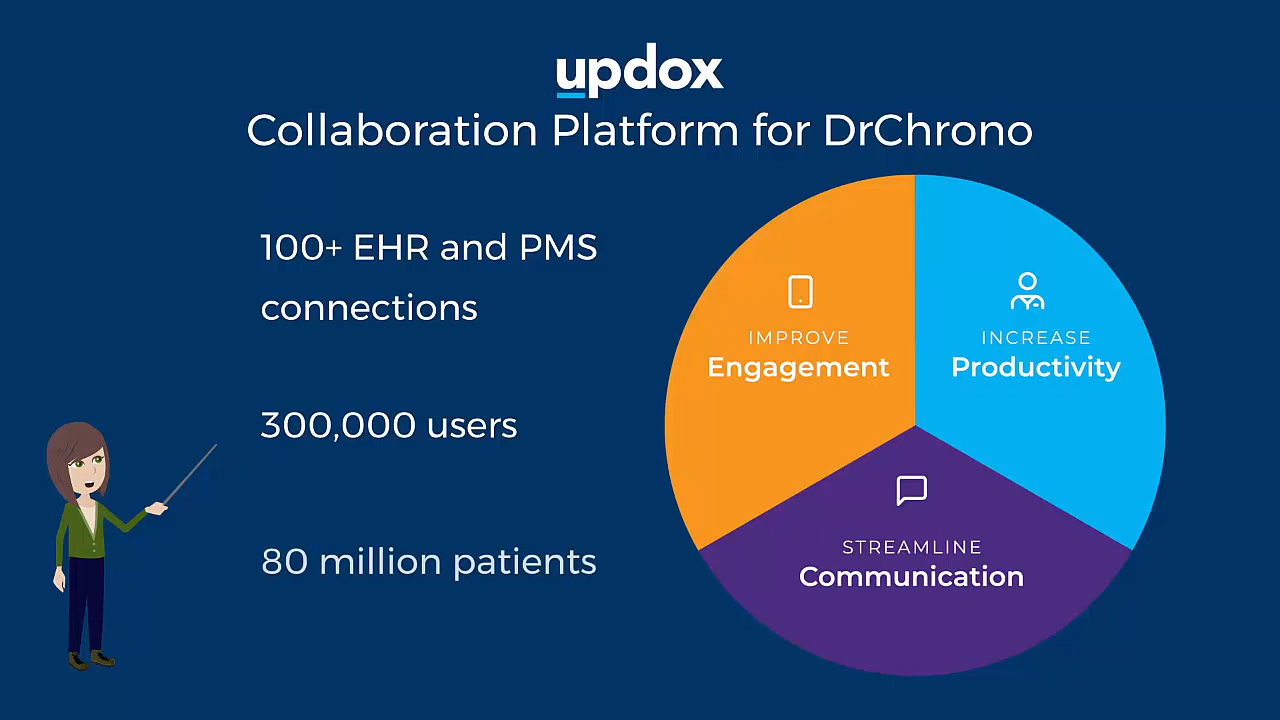 updox
Collaboration Platform for DrChrono
100+ EHR and PMS
connections
300,000 users
80 million patients
IMPROVE
Engagement
INCREASE
Productivity
STREAMLINE
Communication